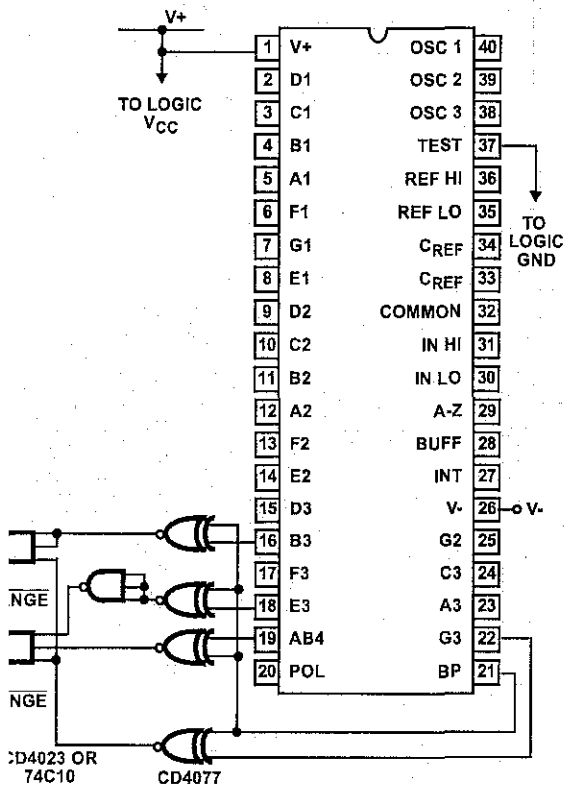 V+
TO LOGIC
VCC
1 V+ OSC 1 40
2 D1 OSC 2 39
3 C1 OSC 3 38
4 B1 TEST 37
5 A1 REF HI 36
6 F1 REF LO 35
7 G1 CREF 34
8 E1 CREF 33
9 D2 COMMON 32
10 C2 IN HI 31
11 B2 IN LO 30
12 A2 A-Z 29
13 F2 BUFF 28
14 E2 INT 27
15 D3 V- 26 V-
16 B3 G2 25
17 F3 C3 24
18 E3 A3 23
19 AB4 G3 22
20 POL BP 21
TO
LOGIC
GND
NGE
NGE
CD4023 OR
74C10
CD4077